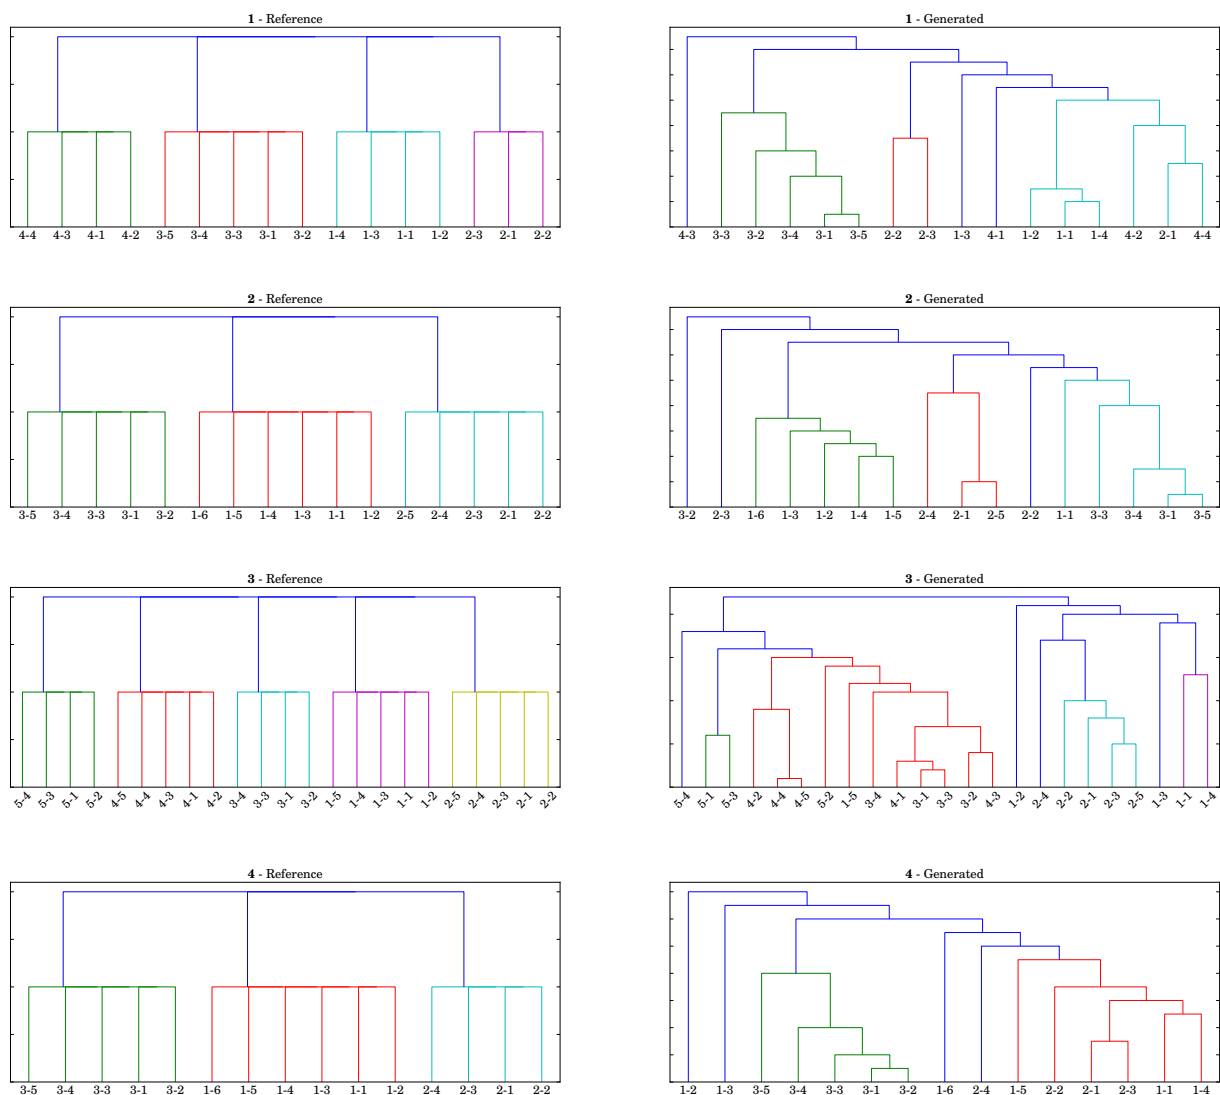 1 - Reference
4-4 4-3 4-1 4-2 3-5 3-4 3-3 3-1 3-2 1-4 1-3 1-1 1-2 2-3 2-1 2-2
1 - Generated
4-3 3-3 3-2 3-4 3-1 3-5 2-2 2-3 1-3 4-1 1-2 1-1 1-4 4-2 2-1 4-4
2 - Reference
3-5 3-4 3-3 3-1 3-2 1-6 1-5 1-4 1-3 1-1 1-2 2-5 2-4 2-3 2-1 2-2
2 - Generated
3-2 2-3 1-6 1-3 1-2 1-4 1-5 2-4 2-1 2-5 2-2 1-1 3-3 3-4 3-1 3-5
3 - Reference
5-4 5-3 5-1 5-2 4-5 4-4 4-3 4-1 4-2 3-4 3-3 3-1 3-2 1-5 1-4 1-3 1-1 1-2 2-5 2-4 2-3 2-1 2-2
3 - Generated
5-4 5-1 5-3 4-2 4-4 4-5 5-2 1-5 3-4 4-1 3-1 3-3 3-2 4-3 1-2 2-4 2-2 2-1 2-3 2-5 1-3 1-1 1-4
4 - Reference
3-5 3-4 3-3 3-1 3-2 1-6 1-5 1-4 1-3 1-1 1-2 2-4 2-3 2-1 2-2
4 - Generated
1-2 1-3 3-5 3-4 3-3 3-1 3-2 1-6 2-4 1-5 2-2 2-1 2-3 1-1 1-4